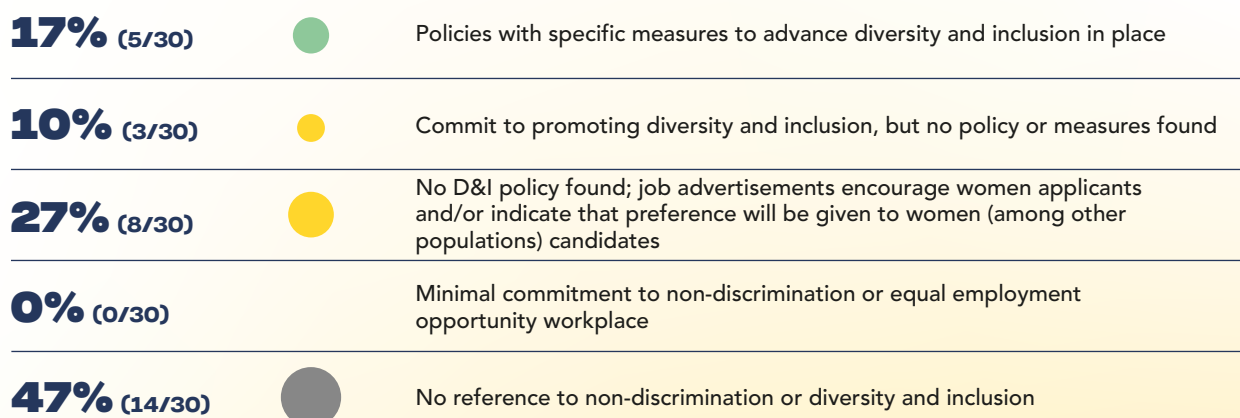 17% (5/30) Policies with specific measures to advance diversity and inclusion in place
10% (3/30) Commit to promoting diversity and inclusion, but no policy or measures found
27% (8/30) No D&I policy found; job advertisements encourage women applicants
and/or indicate that preference will be given to women (among other
populations) candidates
0% (0/30) Minimal commitment to non-discrimination or equal employment
opportunity workplace
47% (14/30) No reference to non-discrimination or diversity and inclusion